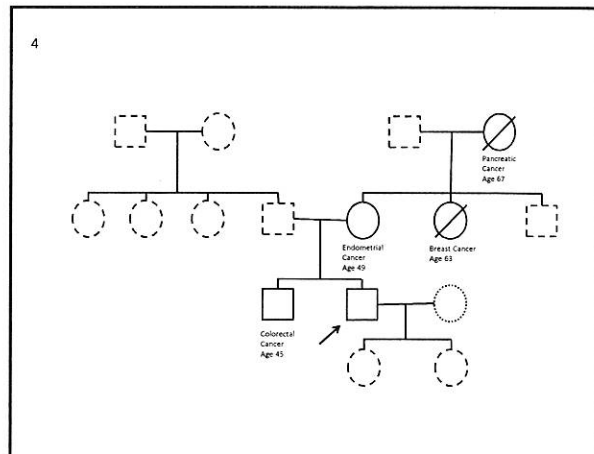 4
Pancreatic
Cancer
Age 67
Endometrial
Cancer
Age 49
Breast Cancer
Age 63
Colorectal
Cancer
Age 45